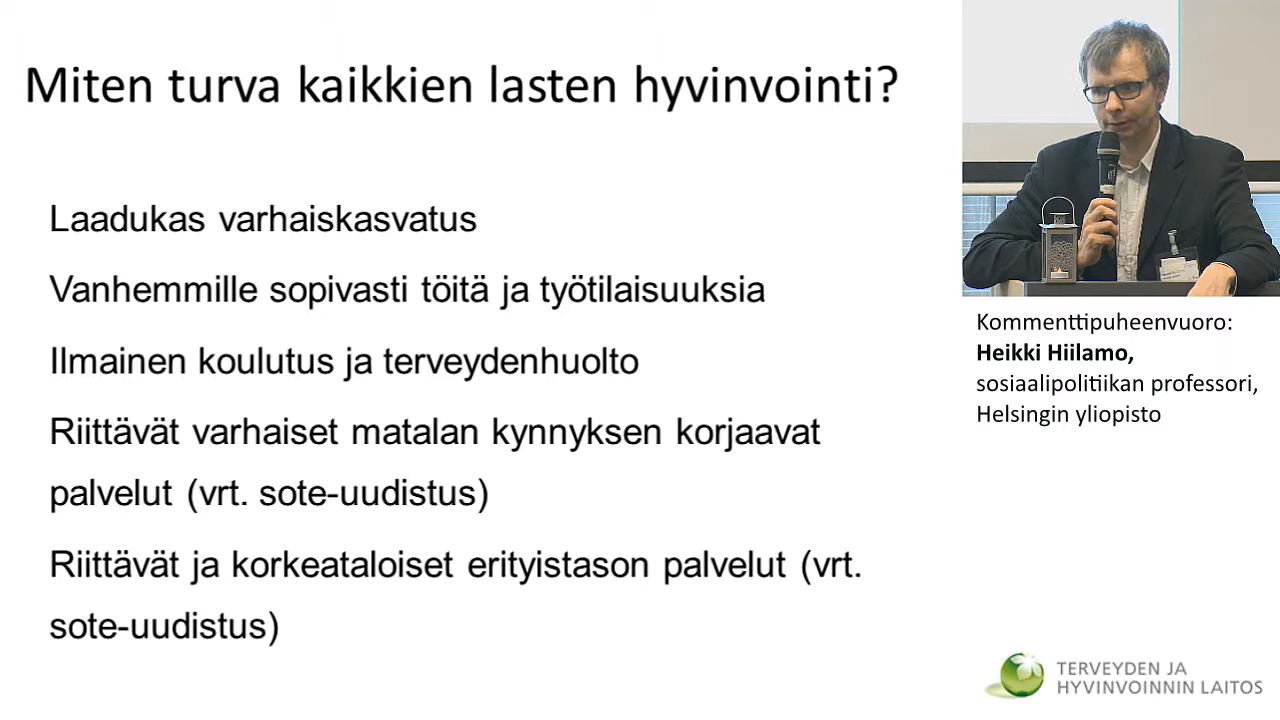 Miten turva kaikkien lasten hyvinvointi?
Laadukas varhaiskasvatus
Vanhemmille sopivasti töitä ja työtilaisuuksia
Ilmainen koulutus ja terveydenhuolto
Riittävät varhaiset matalan kynnyksen korjaavat
palvelut (vrt. sote-uudistus)
Riittävät ja korkeataloiset erityistason palvelut (vrt.
sote-uudistus)
Kommenttipuheenvuoro:
Heikki Hiilamo,
sosiaalipolitiikan professori,
Helsingin yliopisto
TERVEYDEN JA
HYVINVOINNIN LAITOS